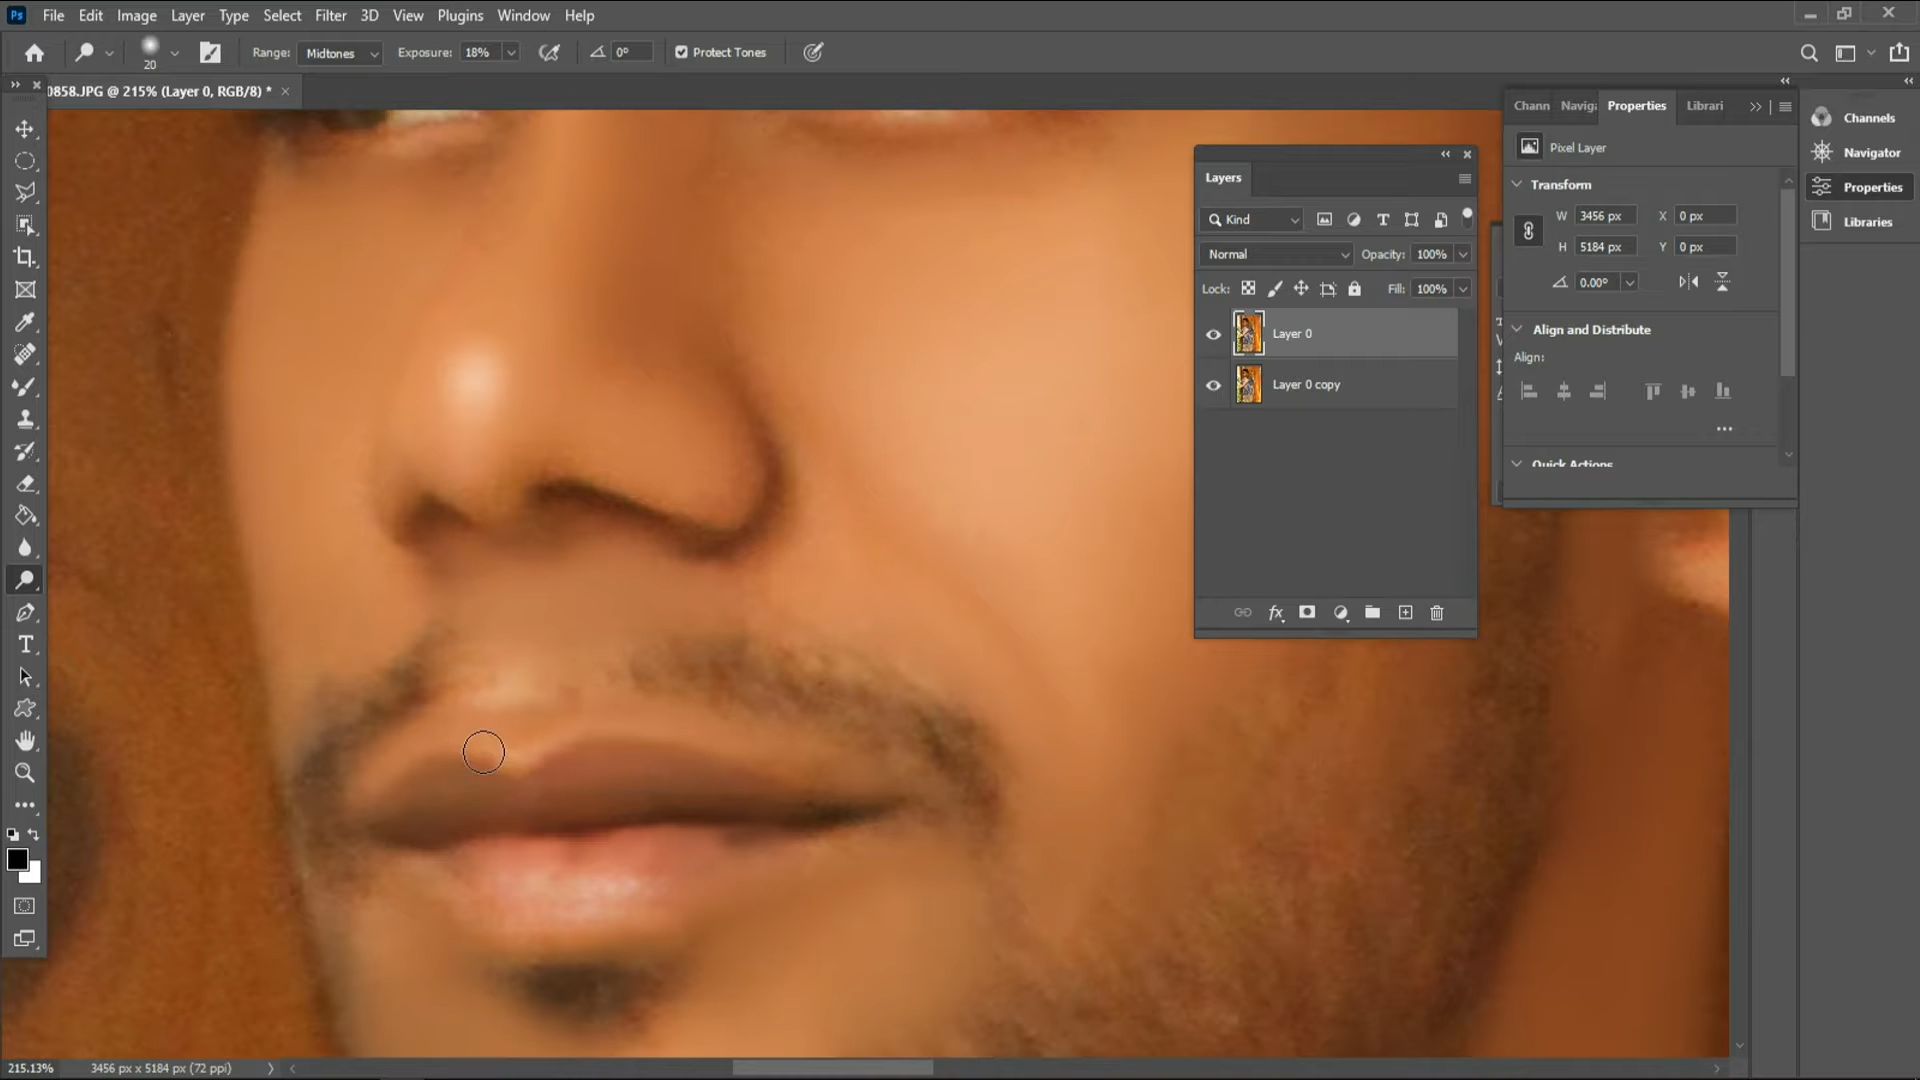 Ps File Edit Image Layer Type Select Filter 3D View Plugins Window Help
20 Range: Midtones Exposure: 18% 0° Protect Tones
0858.JPG @ 215% (Layer 0, RGB/8) *
Chann Naviga Properties Librari
Pixel Layer
Transform
W 3456 px X 0 px
H 5184 px Y 0 px
0.00°
Align and Distribute
Align:
Quick Actions
Channels
Navigator
Properties
Libraries
Layers
Kind
Normal Opacity: 100%
Lock: Fill: 100%
Layer 0
Layer 0 copy
215.13% 3456 px x 5184 px (72 ppi)